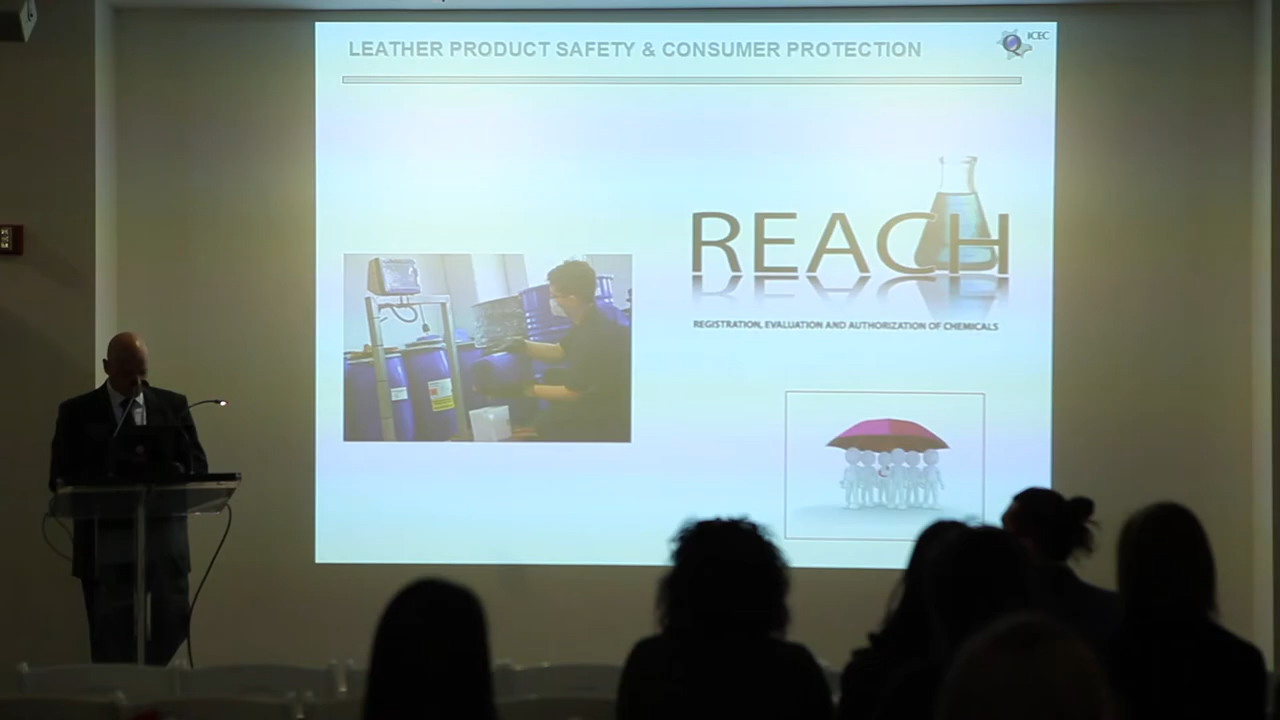 LEATHER PRODUCT SAFETY & CONSUMER PROTECTION
ICEC
REACH
REGISTRATION, EVALUATION AND AUTHORIZATION OF CHEMICALS